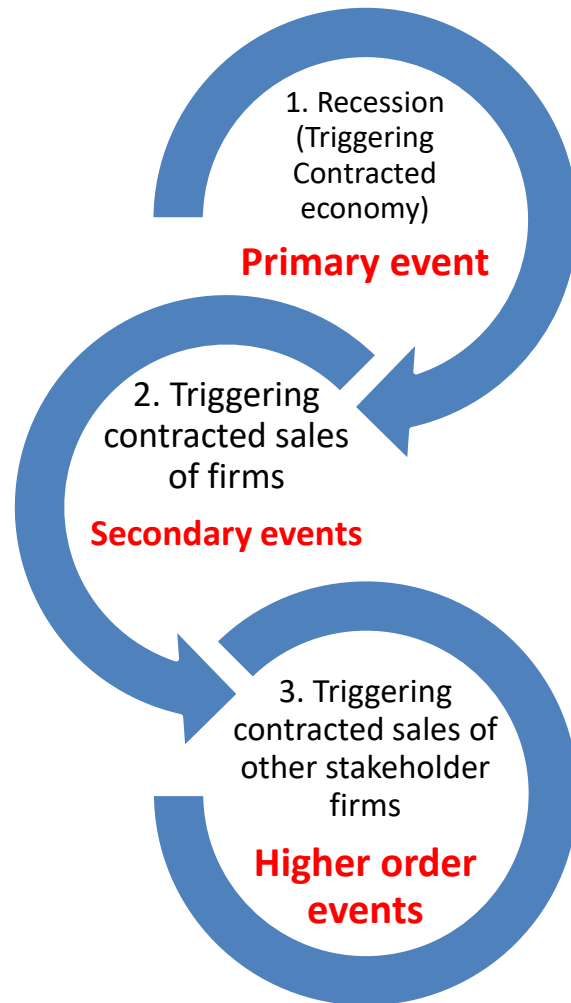 1. Recession
(Triggering
Contracted
economy)
Primary event
2. Triggering
contracted sales
of firms
Secondary events
3. Triggering
contracted sales of
other stakeholder
firms
Higher order
events